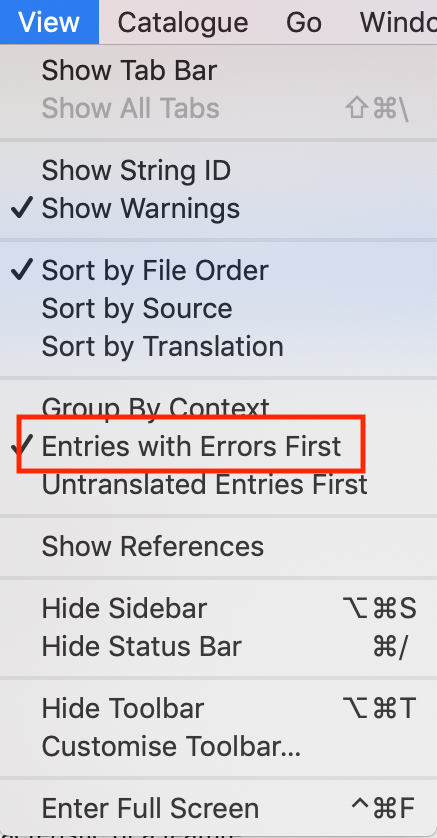 View Catalogue Go Windo
Show Tab Bar
Show All Tabs ⇧⌘\
Show String ID
✓ Show Warnings
✓ Sort by File Order
Sort by Source
Sort by Translation
Group By Context
✓ Entries with Errors First
Untranslated Entries First
Show References
Hide Sidebar ⌥⌘S
Hide Status Bar ⌘/
Hide Toolbar ⌥⌘T
Customise Toolbar...
Enter Full Screen ^⌘F